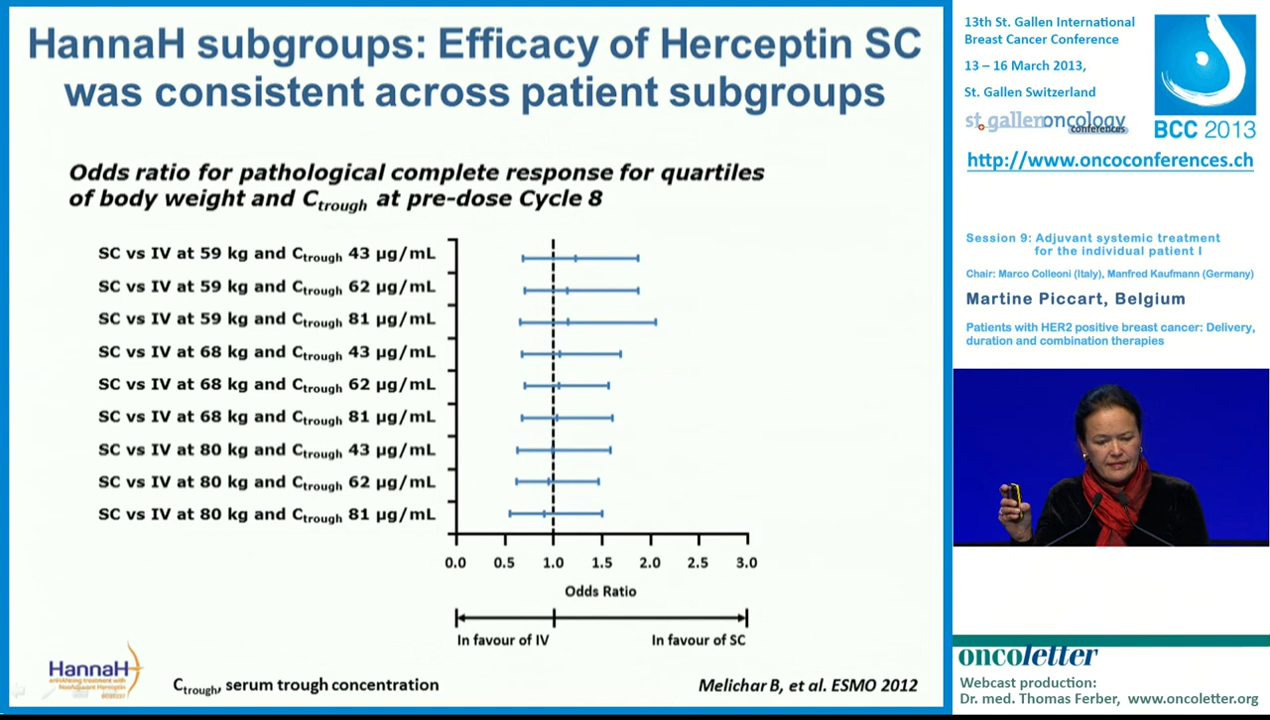 HannaH subgroups: Efficacy of Herceptin SC
was consistent across patient subgroups
Odds ratio for pathological complete response for quartiles
of body weight and Ctrough at pre-dose Cycle 8
SC vs IV at 59 kg and Ctrough 43 µg/mL
SC vs IV at 59 kg and Ctrough 62 µg/mL
SC vs IV at 59 kg and Ctrough 81 µg/mL
SC vs IV at 68 kg and Ctrough 43 µg/mL
SC vs IV at 68 kg and Ctrough 62 µg/mL
SC vs IV at 68 kg and Ctrough 81 µg/mL
SC vs IV at 80 kg and Ctrough 43 µg/mL
SC vs IV at 80 kg and Ctrough 62 µg/mL
SC vs IV at 80 kg and Ctrough 81 µg/mL
0.0 0.5 1.0 1.5 2.0 2.5 3.0
Odds Ratio
In favour of IV In favour of SC
HannaH
Ctrough, serum trough concentration
Melichar B, et al. ESMO 2012
13th St. Gallen International
Breast Cancer Conference
13 – 16 March 2013,
St. Gallen Switzerland
st.gallenoncology
conferences
BCC 2013
http://www.oncoconferences.ch
Session 9: Adjuvant systemic treatment
for the individual patient I
Chair: Marco Colleoni (Italy), Manfred Kaufmann (Germany)
Martine Piccart, Belgium
Patients with HER2 positive breast cancer: Delivery,
duration and combination therapies
oncoletter
Webcast production:
Dr. med. Thomas Ferber, www.oncoletter.org